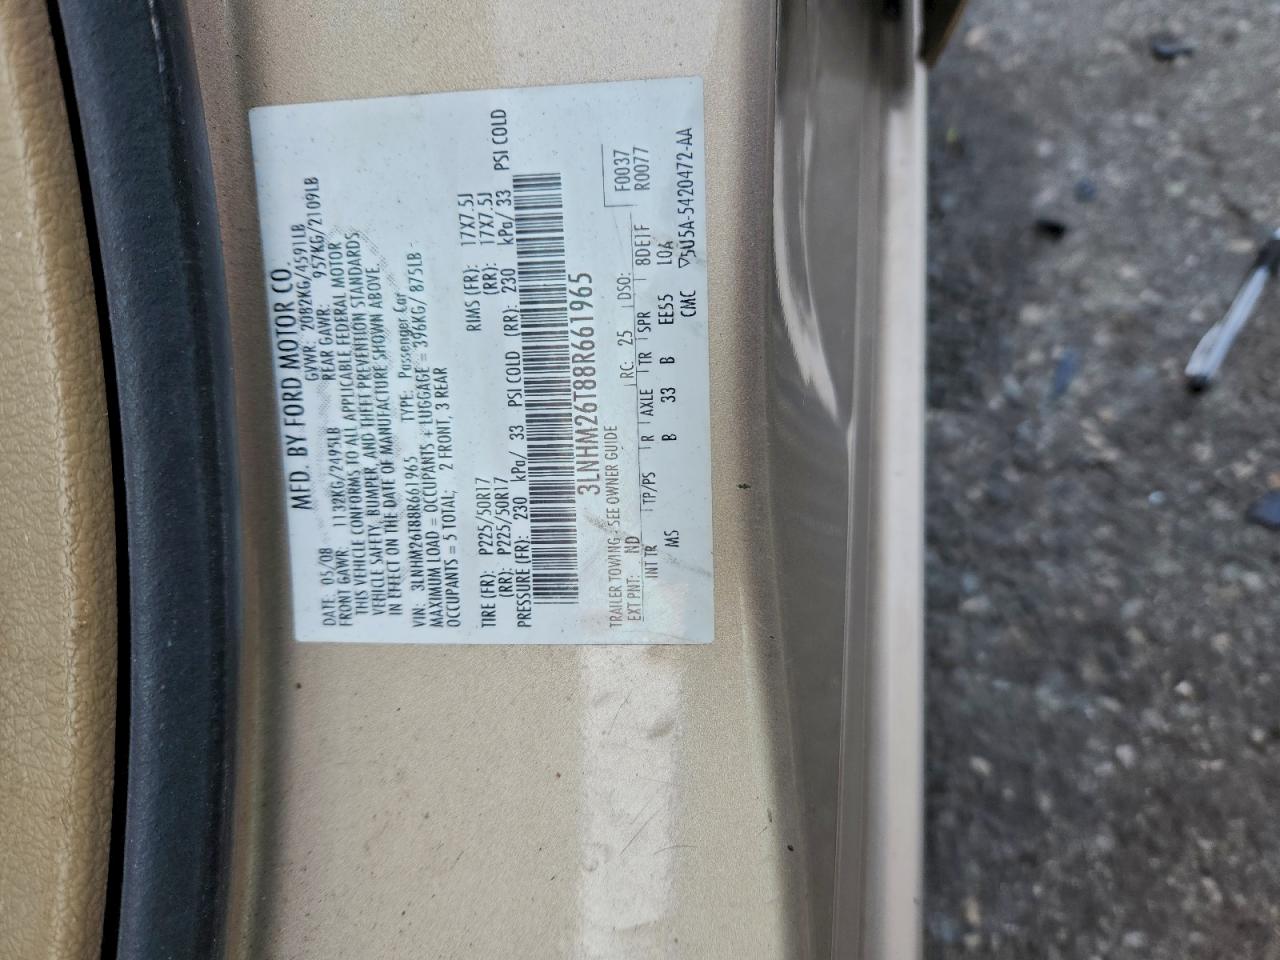 MFD. BY FORD MOTOR CO.
DATE: 05/08 GVWR: 2082KG/4591LB
FRONT GAWR: 1132KG/2495LB REAR GAWR: 957KG/2109LB
THIS VEHICLE CONFORMS TO ALL APPLICABLE FEDERAL MOTOR
VEHICLE SAFETY, BUMPER, AND THEFT PREVENTION STANDARDS
IN EFFECT ON THE DATE OF MANUFACTURE SHOWN ABOVE.
VIN: 3LNHM26T88R661965 TYPE: Passenger Car
MAXIMUM LOAD = OCCUPANTS + LUGGAGE = 396KG/ 875LB
OCCUPANTS = 5 TOTAL; 2 FRONT, 3 REAR
TIRE (FR): P225/50R17 RIMS (FR): 17X7.5J
(RR): P225/50R17 (RR): 17X7.5J
PRESSURE (FR): 230 kPa/ 33 PSI COLD (RR): 230 kPa/ 33 PSI COLD
3LNHM26T88R661965
TRAILER TOWING - SEE OWNER GUIDE F0037
EXT PNT: ND RC: 25 DSO: R0077
INT TR TP/PS R AXLE TR SPR 8DE1F
MS B 33 B EE55 LQA
CMC ▽5U5A-5420472-AA